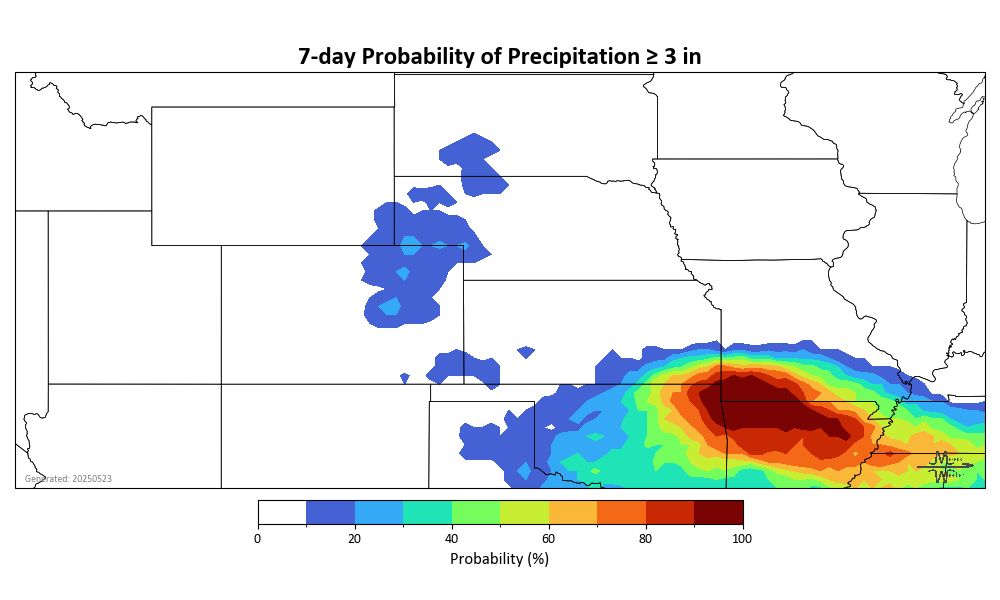 7-day Probability of Precipitation ≥ 3 in
Generated: 20250523
0 20 40 60 80 100
Probability (%)